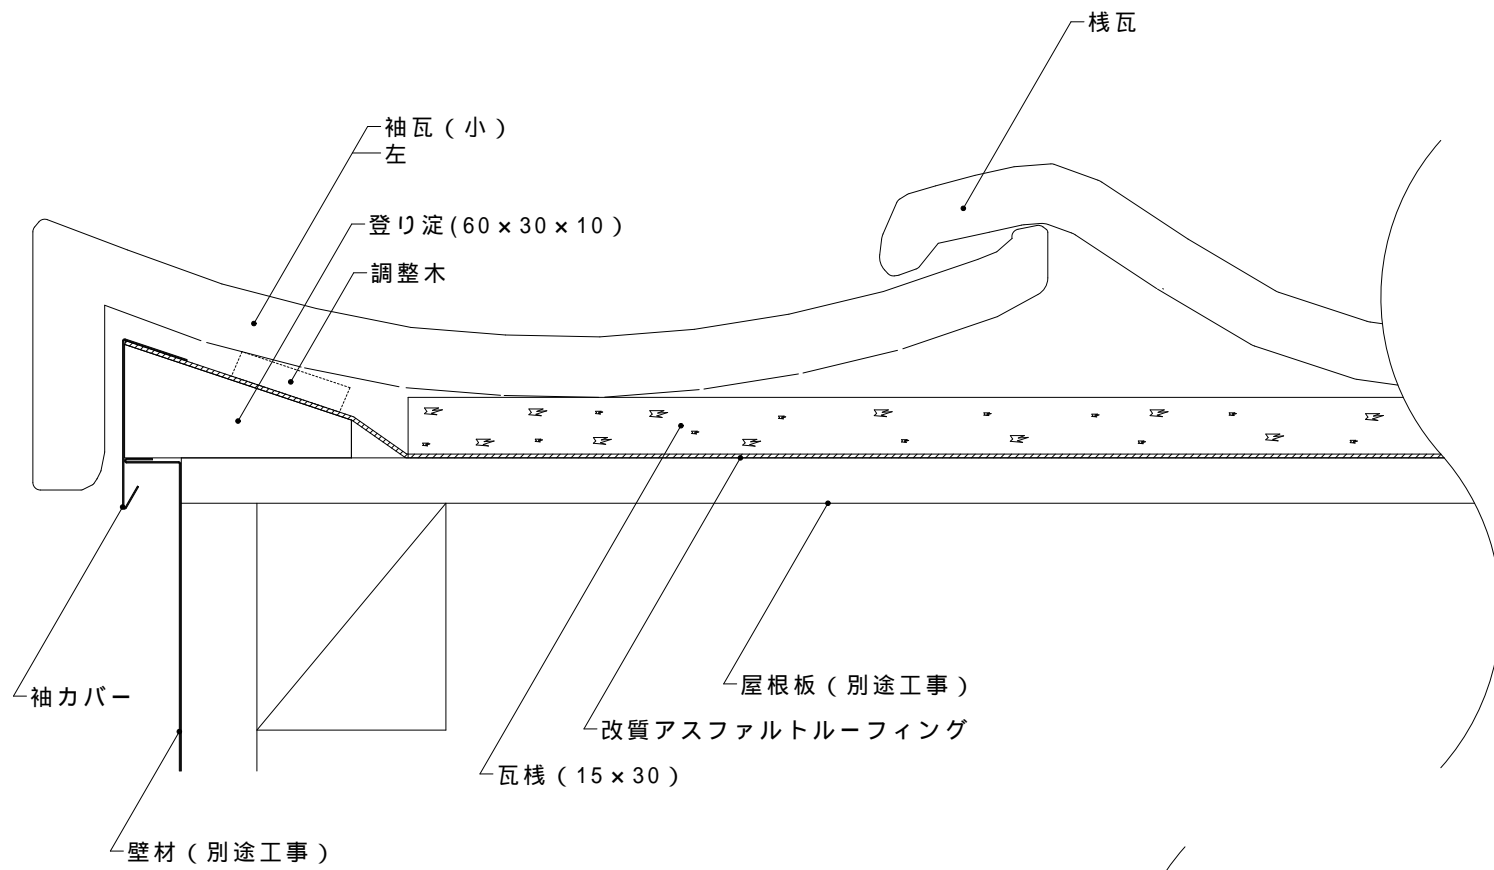 桟瓦
袖瓦（小）
左
登り淀(60×30×10）
調整木
袖カバー
屋根板（別途工事）
改質アスファルトルーフィング
瓦桟（15×30）
壁材（別途工事）